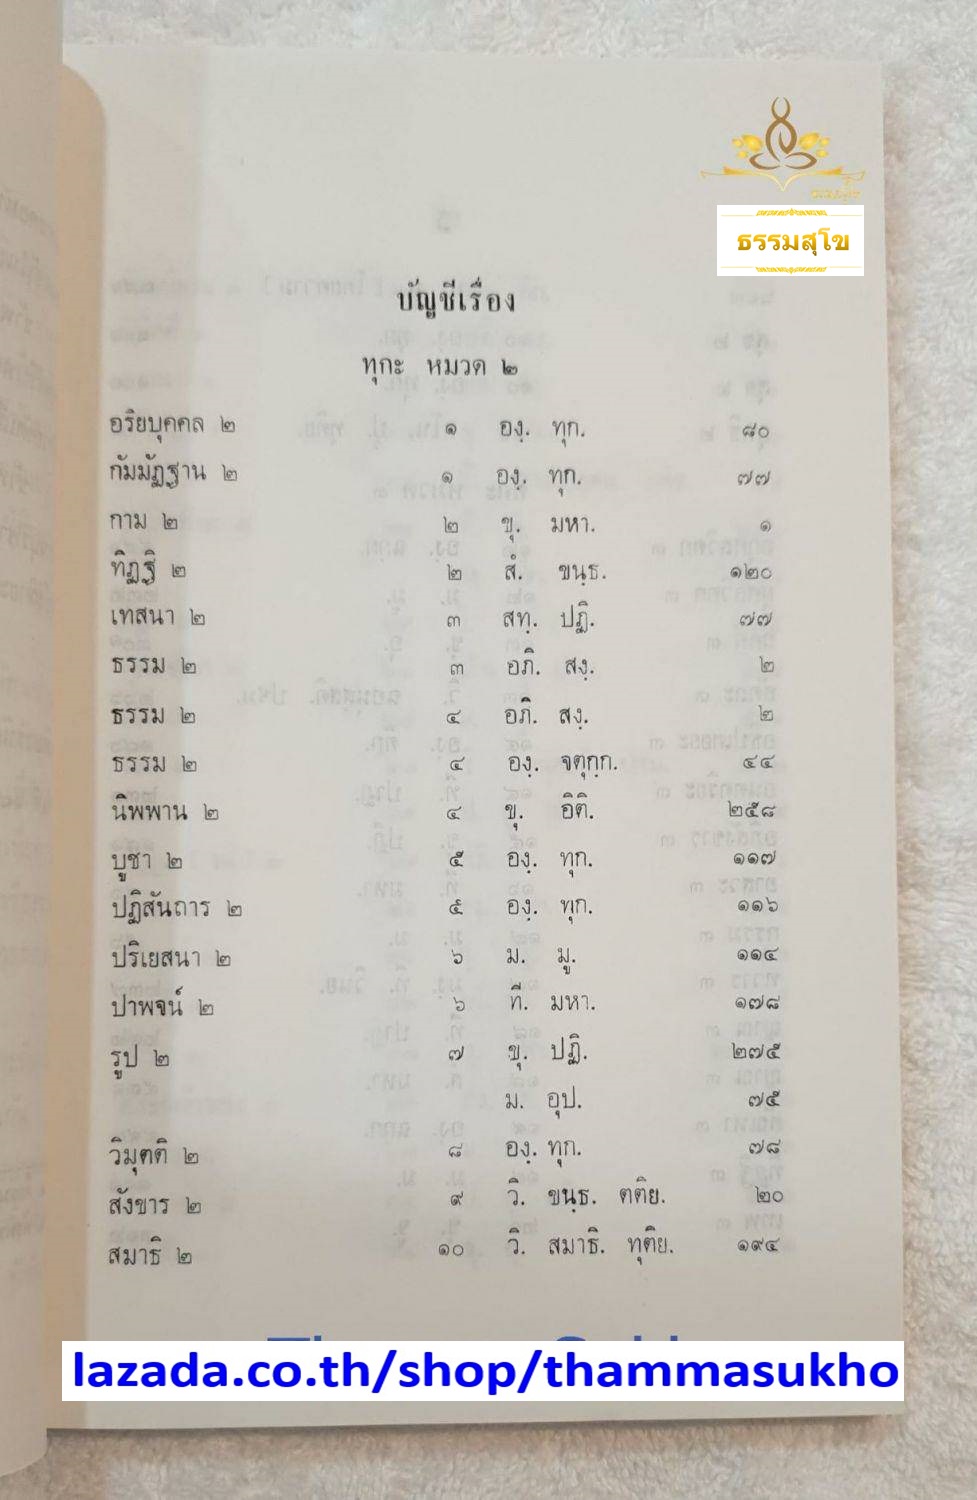 ธรรมสุโข
บัญชีเรื่อง
ทุกะ หมวด ๒
อริยบุคคล ๒ ๑ องฺ. ทุก. ๘๐
กัมมัฏฐาน ๒ ๑ องฺ. ทุก. ๗๗
กาม ๒ ๒ ขุ. มหา. ๑
ทิฏฐิ ๒ ๒ สํ. ขนฺธ. ๑๒๐
เทสนา ๒ ๓ สทฺ. ปฏิ. ๗๗
ธรรม ๒ ๓ อภิ. สงฺ. ๒
ธรรม ๒ ๔ อภิ. สงฺ. ๒
ธรรม ๒ ๔ องฺ. จตุกฺก. ๔๔
นิพพาน ๒ ๔ ขุ. อิติ. ๒๕๘
บูชา ๒ ๕ องฺ. ทุก. ๑๑๗
ปฏิสันถาร ๒ ๕ องฺ. ทุก. ๑๑๖
ปริเยสนา ๒ ๖ ม. มู. ๑๑๔
ปาพจน์ ๒ ๖ ที. มหา. ๑๗๘
รูป ๒ ๗ ขุ. ปฏิ. ๒๗๕
ม. อุป. ๗๕
วิมุตติ ๒ ๘ องฺ. ทุก. ๗๘
สังขาร ๒ ๙ วิ. ขนฺธ. ตติย. ๒๐
สมาธิ ๒ ๑๐ วิ. สมาธิ. ทุติย. ๑๙๔
lazada.co.th/shop/thammasukho